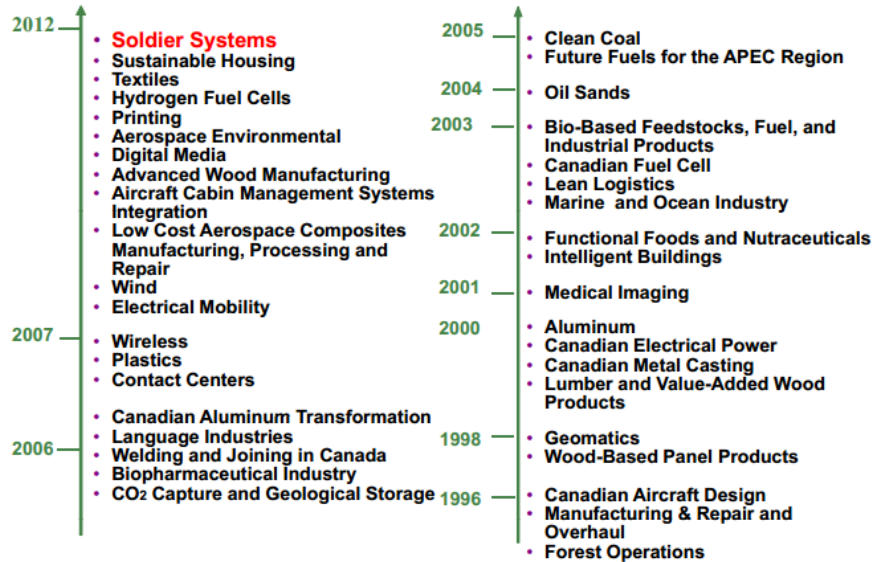 2012
• Soldier Systems
• Sustainable Housing
• Textiles
• Hydrogen Fuel Cells
• Printing
• Aerospace Environmental
• Digital Media
• Advanced Wood Manufacturing
• Aircraft Cabin Management Systems
Integration
• Low Cost Aerospace Composites
Manufacturing, Processing and
Repair
• Wind
• Electrical Mobility
2007
• Wireless
• Plastics
• Contact Centers
• Canadian Aluminum Transformation
• Language Industries
2006
• Welding and Joining in Canada
• Biopharmaceutical Industry
• CO2 Capture and Geological Storage
2005
• Clean Coal
• Future Fuels for the APEC Region
2004
• Oil Sands
2003
• Bio-Based Feedstocks, Fuel, and
Industrial Products
• Canadian Fuel Cell
• Lean Logistics
• Marine and Ocean Industry
2002
• Functional Foods and Nutraceuticals
• Intelligent Buildings
2001
• Medical Imaging
2000
• Aluminum
• Canadian Electrical Power
• Canadian Metal Casting
• Lumber and Value-Added Wood
Products
1998
• Geomatics
• Wood-Based Panel Products
1996
• Canadian Aircraft Design
• Manufacturing & Repair and
Overhaul
• Forest Operations